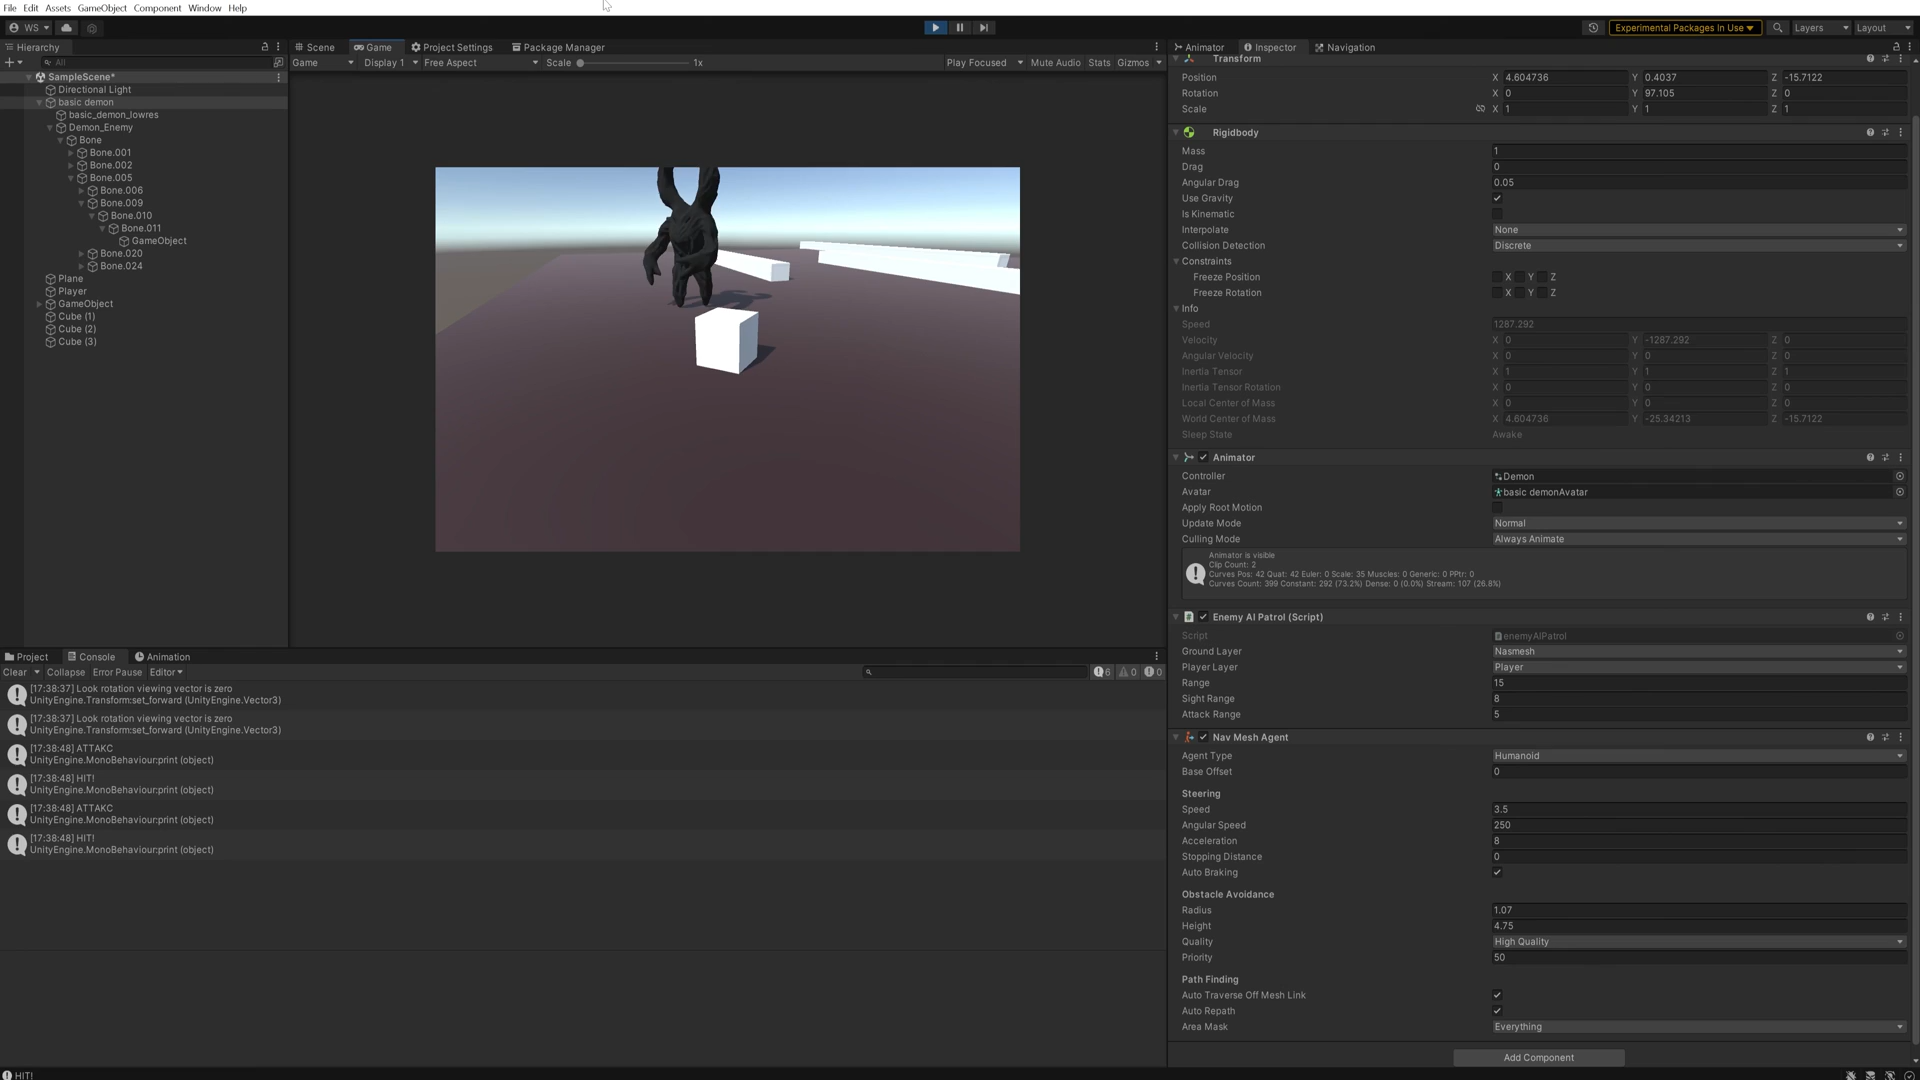 File Edit Assets GameObject Component Window Help
WS Experimental Packages In Use Layers Layout
Hierarchy
All
SampleScene*
Directional Light
basic demon
basic_demon_lowres
Demon_Enemy
Bone
Bone.001
Bone.002
Bone.005
Bone.006
Bone.009
Bone.010
Bone.011
GameObject
Bone.020
Bone.024
Plane
Player
GameObject
Cube (1)
Cube (2)
Cube (3)
Scene Game Project Settings Package Manager
Game Display 1 Free Aspect Scale 1x Play Focused Mute Audio Stats Gizmos
Project Console Animation
Clear Collapse Error Pause Editor 6 0 0
[17:38:37] Look rotation viewing vector is zero
UnityEngine.Transform:set_forward (UnityEngine.Vector3)
[17:38:37] Look rotation viewing vector is zero
UnityEngine.Transform:set_forward (UnityEngine.Vector3)
[17:38:48] ATTAKC
UnityEngine.MonoBehaviour:print (object)
[17:38:48] HIT!
UnityEngine.MonoBehaviour:print (object)
[17:38:48] ATTAKC
UnityEngine.MonoBehaviour:print (object)
[17:38:48] HIT!
UnityEngine.MonoBehaviour:print (object)
HIT!
Animator Inspector Navigation
Transform
Position X 4.604736 Y 0.4037 Z -15.7122
Rotation X 0 Y 97.105 Z 0
Scale X 1 Y 1 Z 1
Rigidbody
Mass 1
Drag 0
Angular Drag 0.05
Use Gravity
Is Kinematic
Interpolate None
Collision Detection Discrete
Constraints
Freeze Position X Y Z
Freeze Rotation X Y Z
Info
Speed 1287.292
Velocity X 0 Y -1287.292 Z 0
Angular Velocity X 0 Y 0 Z 0
Inertia Tensor X 1 Y 1 Z 1
Inertia Tensor Rotation X 0 Y 0 Z 0
Local Center of Mass X 0 Y 0 Z 0
World Center of Mass X 4.604736 Y -25.34213 Z -15.7122
Sleep State Awake
Animator
Controller Demon
Avatar basic demonAvatar
Apply Root Motion
Update Mode Normal
Culling Mode Always Animate
Animator is visible
Clip Count: 2
Curves Pos: 42 Quat: 42 Euler: 0 Scale: 35 Muscles: 0 Generic: 0 PPtr: 0
Curves Count: 399 Constant: 292 (73.2%) Dense: 0 (0.0%) Stream: 107 (26.8%)
Enemy AI Patrol (Script)
Script enemyAIPatrol
Ground Layer Nasmesh
Player Layer Player
Range 15
Sight Range 8
Attack Range 5
Nav Mesh Agent
Agent Type Humanoid
Base Offset 0
Steering
Speed 3.5
Angular Speed 250
Acceleration 8
Stopping Distance 0
Auto Braking
Obstacle Avoidance
Radius 1.07
Height 4.75
Quality High Quality
Priority 50
Path Finding
Auto Traverse Off Mesh Link
Auto Repath
Area Mask Everything
Add Component